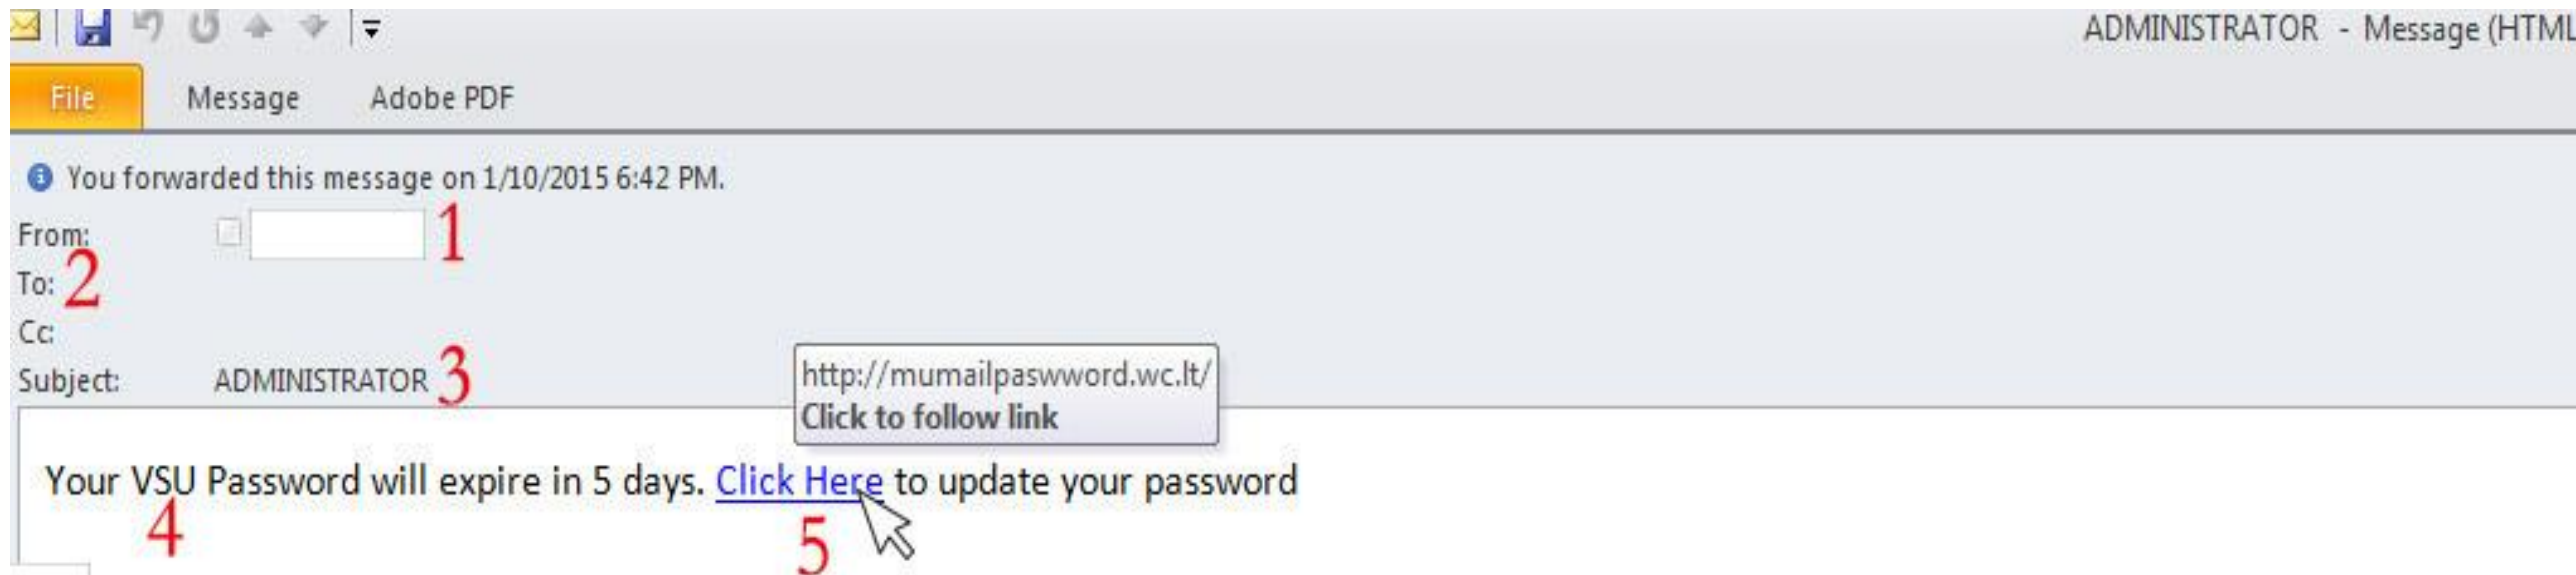 ADMINISTRATOR - Message (HTML
File Message Adobe PDF
You forwarded this message on 1/10/2015 6:42 PM.
From: 1
To: 2
Cc:
Subject: ADMINISTRATOR 3
http://mumailpaswword.wc.lt/
Click to follow link
Your VSU Password will expire in 5 days. Click Here to update your password
4 5